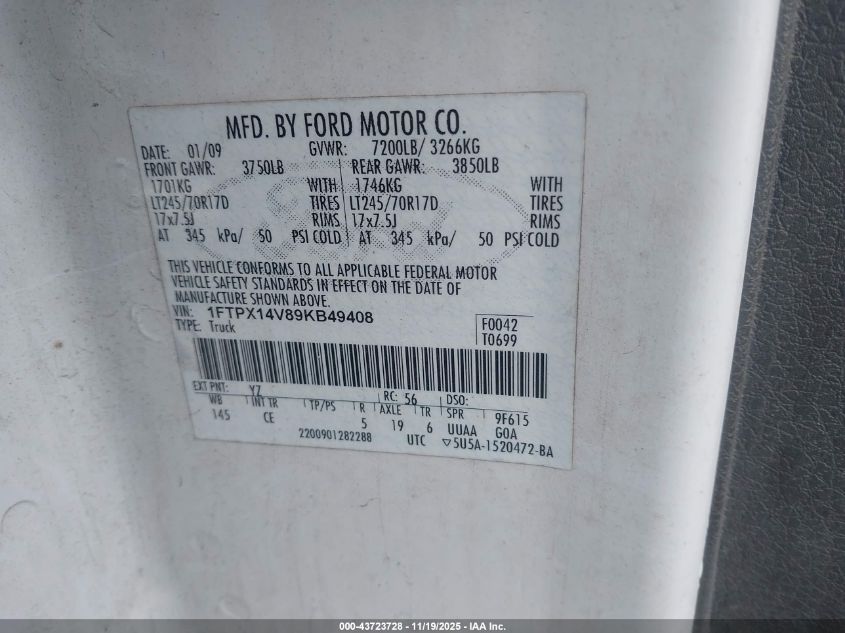 MFD. BY FORD MOTOR CO.
DATE: 01/09 GVWR: 7200LB/ 3266KG
FRONT GAWR: 3750LB REAR GAWR: 3850LB
1701KG WITH 1746KG WITH
LT245/70R17D TIRES LT245/70R17D TIRES
17x7.5J RIMS 17x7.5J RIMS
AT 345 kPa/ 50 PSI COLD AT 345 kPa/ 50 PSI COLD
THIS VEHICLE CONFORMS TO ALL APPLICABLE FEDERAL MOTOR
VEHICLE SAFETY STANDARDS IN EFFECT ON THE DATE OF
MANUFACTURE SHOWN ABOVE.
VIN: 1FTPX14V89KB49408
TYPE: Truck
F0042
T0699
EXT PNT: YZ RC: 56 DSO:
WB INT TR TP/PS R AXLE TR SPR 9F615
145 CE 5 19 6 UUAA GOA
2200901282288 UTC ▽5U5A-1520472-BA
000-43723728 - 11/19/2025 - IAA Inc.